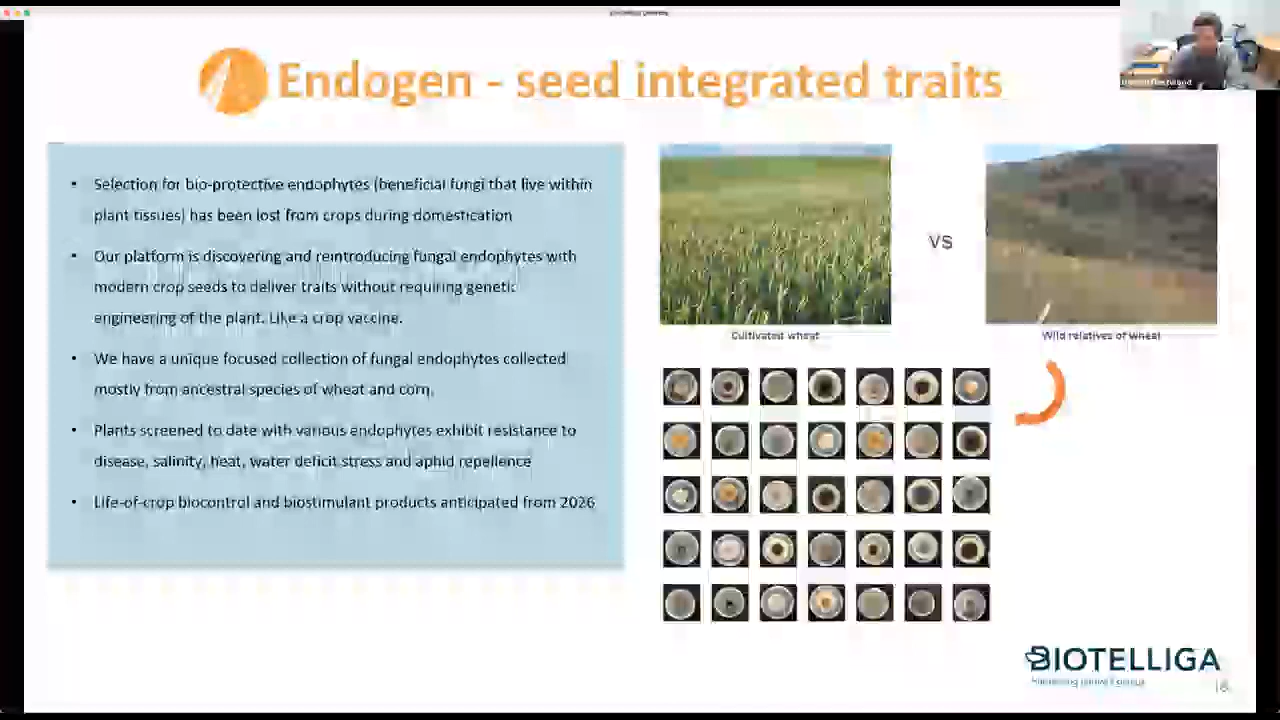 Endogen - seed integrated traits
• Selection for bio-protective endophytes (beneficial fungi that live within
plant tissues) has been lost from crops during domestication
• Our platform is discovering and reintroducing fungal endophytes with
modern crop seeds to deliver traits without requiring genetic
engineering of the plant. Like a crop vaccine.
• We have a unique focused collection of fungal endophytes collected
mostly from ancestral species of wheat and corn.
• Plants screened to date with various endophytes exhibit resistance to
disease, salinity, heat, water deficit stress and aphid repellence
• Life-of-crop biocontrol and biostimulant products anticipated from 2026
VS
Cultivated wheat
Wild relatives of wheat
BIOTELLIGA